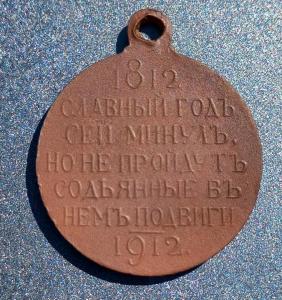 1812.
СЛАВНЫЙ ГОДЪ
СЕЙ МИНУЛЪ,
НО НЕ ПРОЙДУТЪ
СОДѢЯННЫЕ ВЪ
НЕМЪ ПОДВИГИ
1912.